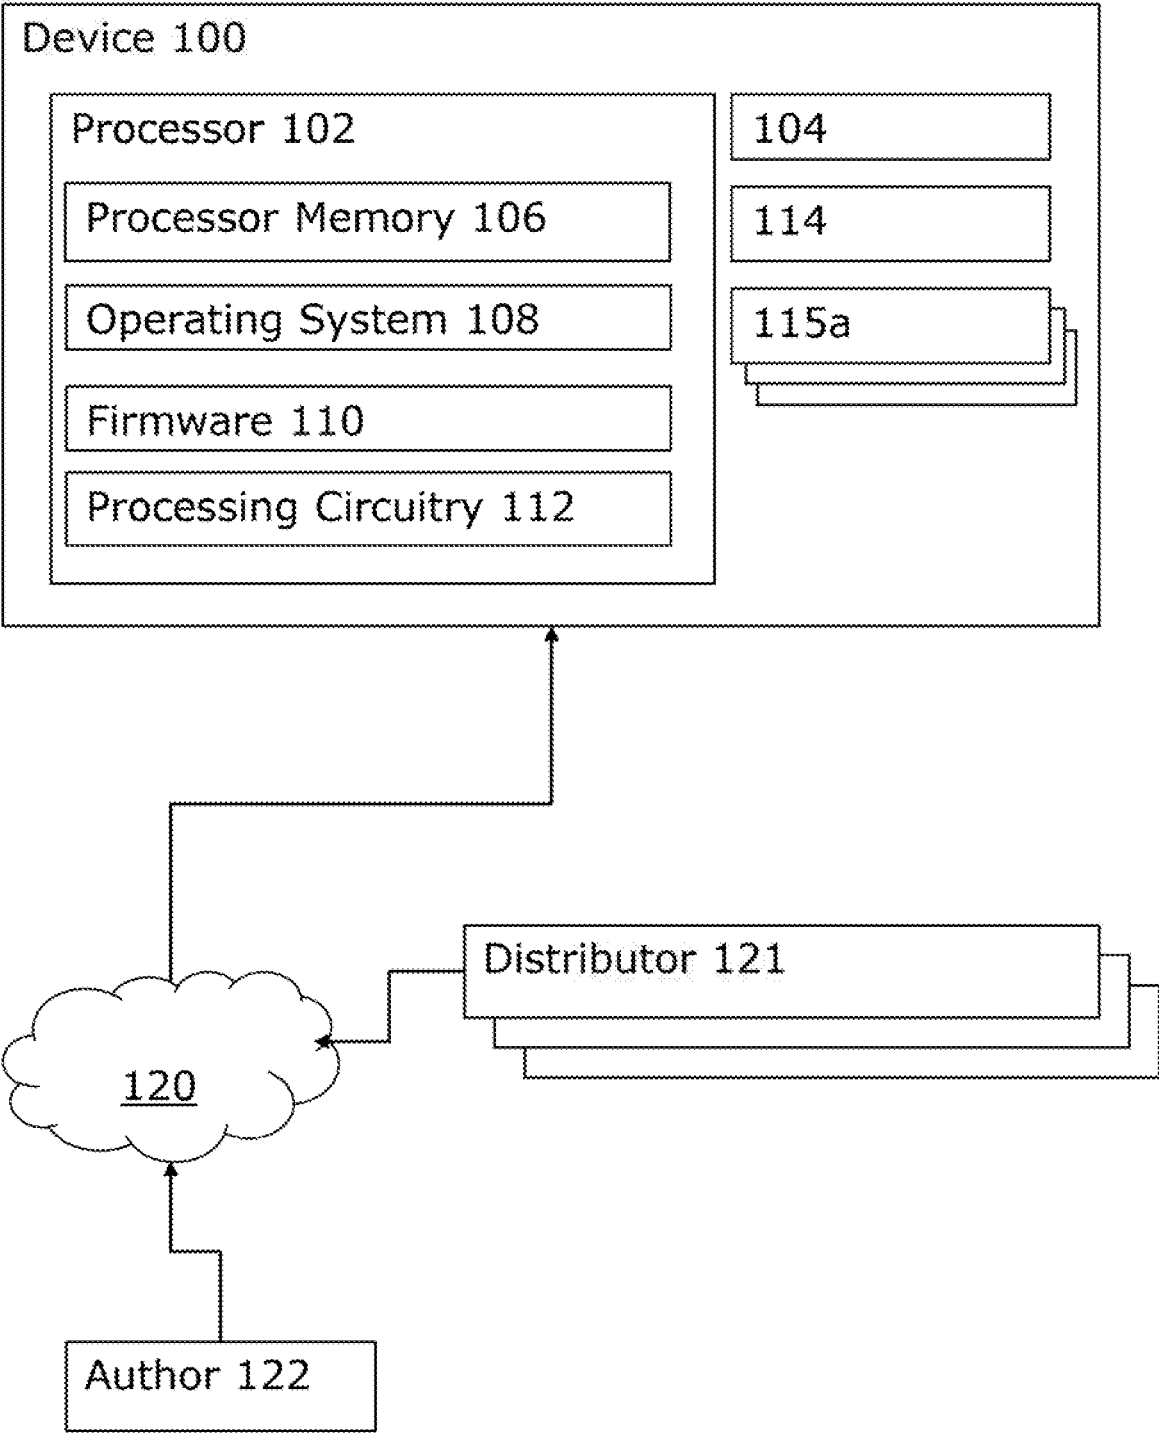 Device 100
Processor 102
Processor Memory 106
Operating System 108
Firmware 110
Processing Circuitry 112
104
114
115a
Distributor 121
120
Author 122